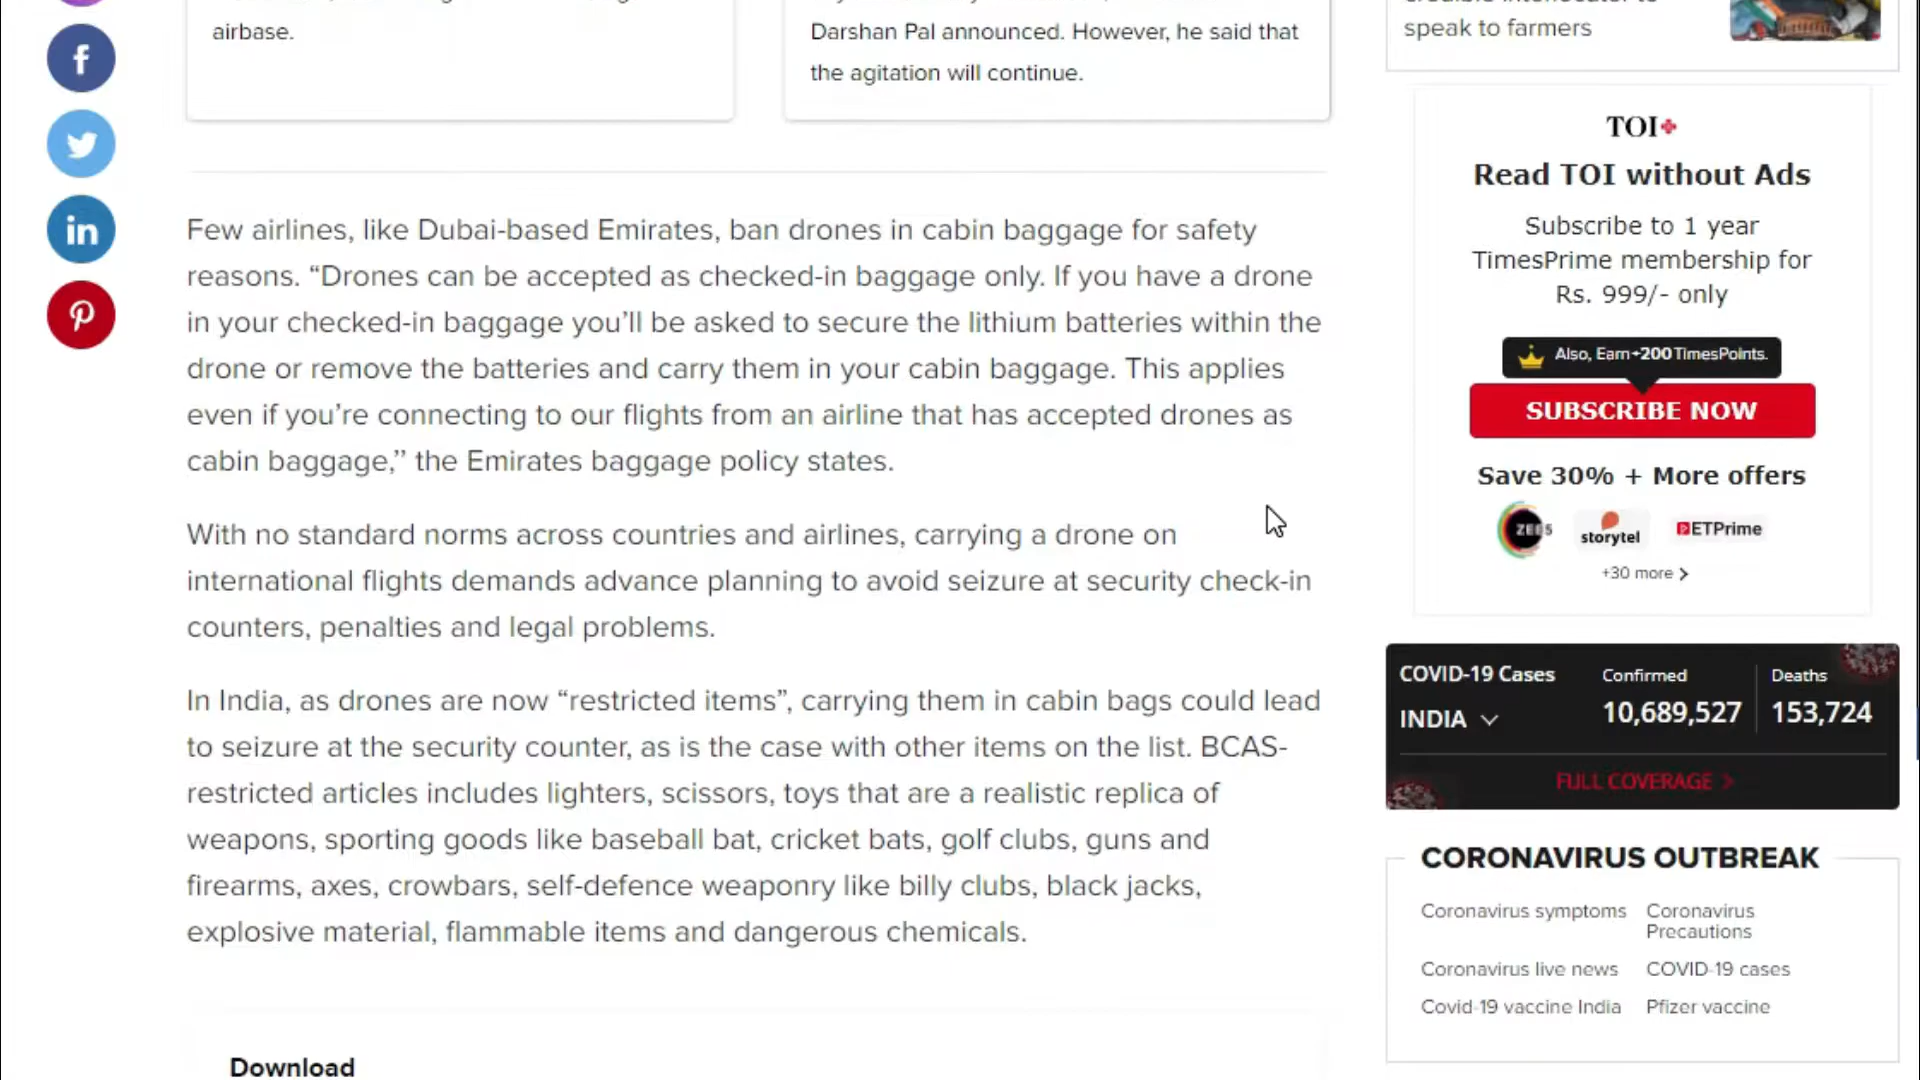 airbase.
Darshan Pal announced. However, he said that
the agitation will continue.
Few airlines, like Dubai-based Emirates, ban drones in cabin baggage for safety
reasons. “Drones can be accepted as checked-in baggage only. If you have a drone
in your checked-in baggage you’ll be asked to secure the lithium batteries within the
drone or remove the batteries and carry them in your cabin baggage. This applies
even if you’re connecting to our flights from an airline that has accepted drones as
cabin baggage,’’ the Emirates baggage policy states.
With no standard norms across countries and airlines, carrying a drone on
international flights demands advance planning to avoid seizure at security check-in
counters, penalties and legal problems.
In India, as drones are now “restricted items”, carrying them in cabin bags could lead
to seizure at the security counter, as is the case with other items on the list. BCAS-
restricted articles includes lighters, scissors, toys that are a realistic replica of
weapons, sporting goods like baseball bat, cricket bats, golf clubs, guns and
firearms, axes, crowbars, self-defence weaponry like billy clubs, black jacks,
explosive material, flammable items and dangerous chemicals.
Download
speak to farmers
TOI+
Read TOI without Ads
Subscribe to 1 year
TimesPrime membership for
Rs. 999/- only
Also, Earn+200 TimesPoints.
SUBSCRIBE NOW
Save 30% + More offers
ZEE5 storytel ETPrime
+30 more >
COVID-19 Cases Confirmed Deaths
INDIA 10,689,527 153,724
FULL COVERAGE >
CORONAVIRUS OUTBREAK
Coronavirus symptoms Coronavirus
Precautions
Coronavirus live news COVID-19 cases
Covid-19 vaccine India Pfizer vaccine